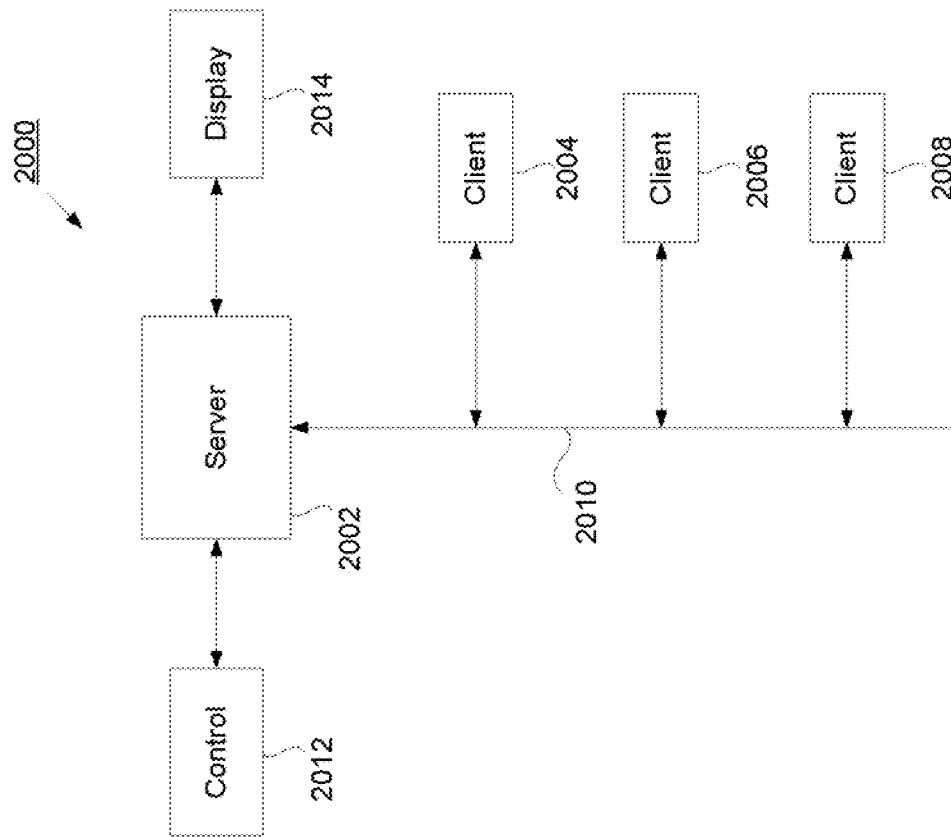 2000
Control
2012
Server
2002
Display
2014
2010
Client
2004
Client
2006
Client
2008